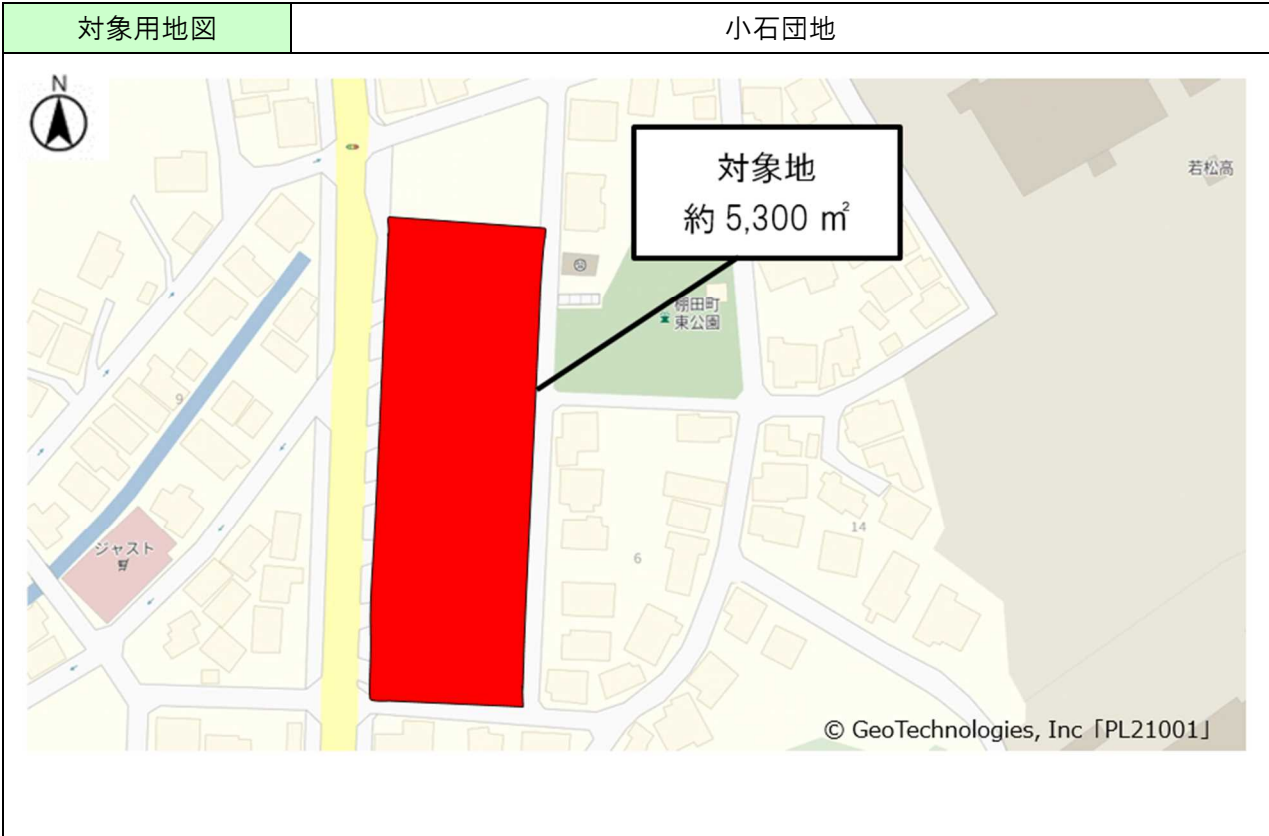 対象用地図
小石団地
N
対象地
約 5,300 ㎡
若松高
棚田町
東公園
9
ジャスト
6
14
© GeoTechnologies, Inc「PL21001」